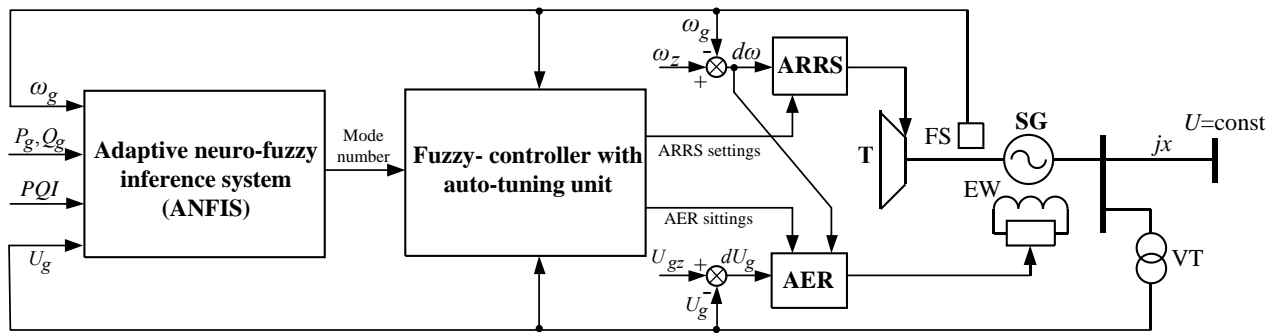 ω_g
P_g, Q_g
PQI
U_g
Adaptive neuro-fuzzy
inference system
(ANFIS)
Mode
number
Fuzzy- controller with
auto-tuning unit
ARRS settings
AER sittings
ω_g
-
ω_z
+
dω
ARRS
U_gz
+
dU_g
U_g
-
AER
T
FS
SG
EW
jx
U=const
VT